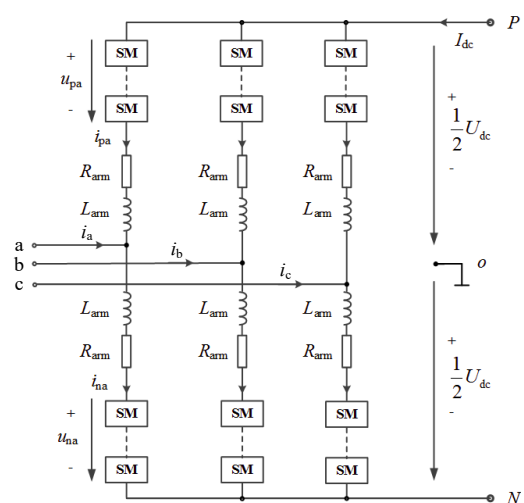 P
I_dc
SM SM SM
+
u_pa
-
SM SM SM
+
1/2 U_dc
-
i_pa
R_arm R_arm R_arm
L_arm L_arm L_arm
a i_a
b i_b
c i_c
o
L_arm L_arm L_arm
R_arm R_arm R_arm
i_na
+
1/2 U_dc
-
SM SM SM
+
u_na
-
SM SM SM
N